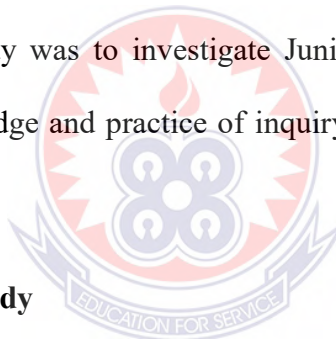 y was to investigate Juni
dge and practice of inquiry
dy
EDUCATION FOR SERVICE